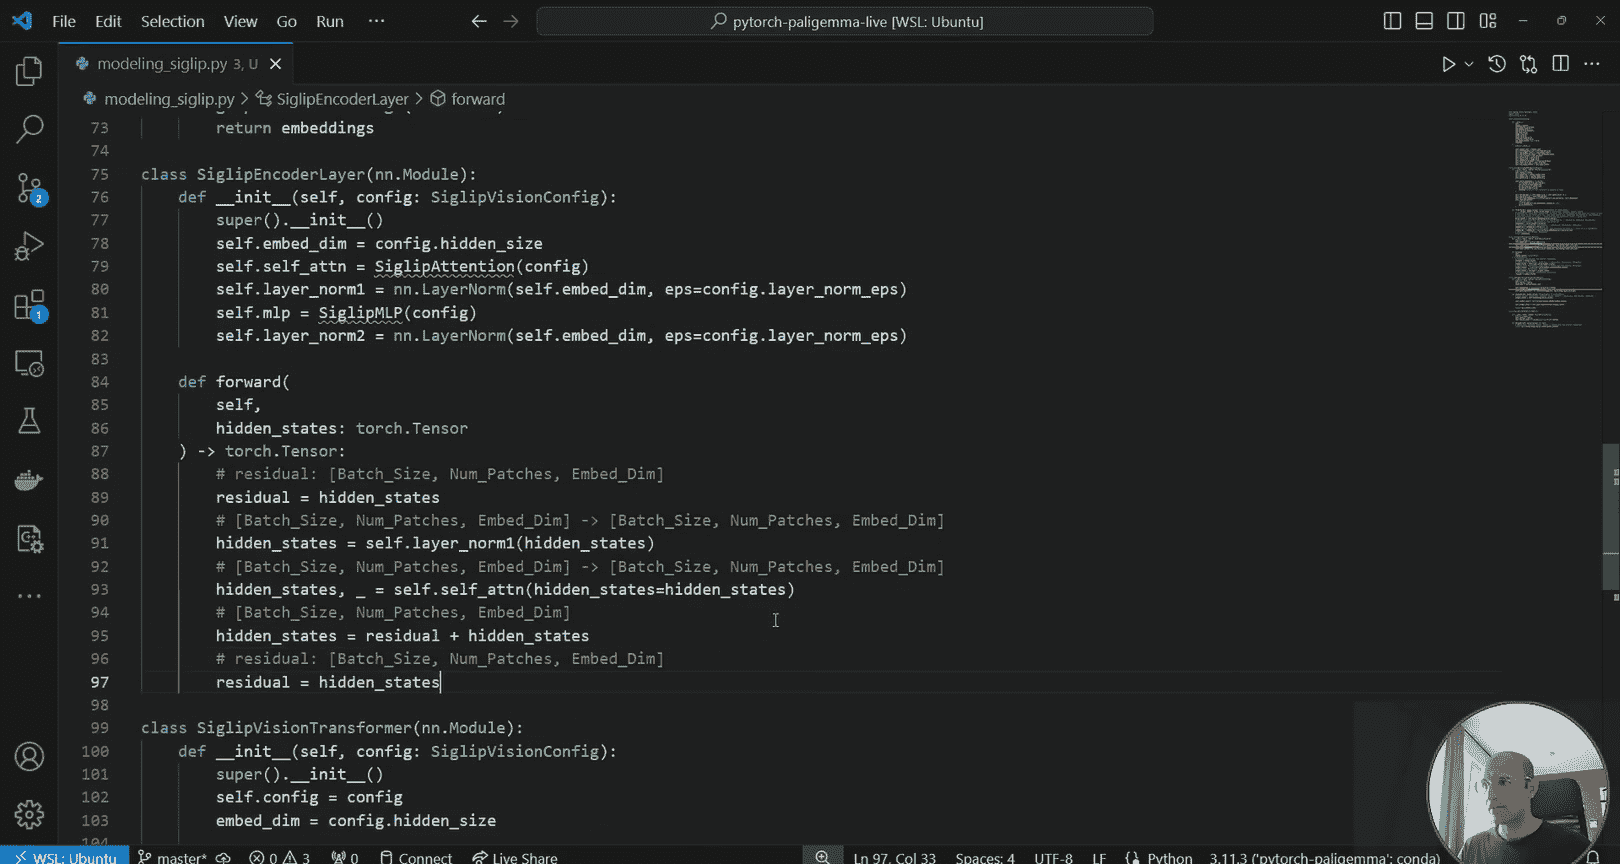 File Edit Selection View Go Run ··· pytorch-paligemma-live [WSL: Ubuntu]
modeling_siglip.py 3, U
modeling_siglip.py > SiglipEncoderLayer > forward
73 return embeddings
74
75 class SiglipEncoderLayer(nn.Module):
76 def __init__(self, config: SiglipVisionConfig):
77 super().__init__()
78 self.embed_dim = config.hidden_size
79 self.self_attn = SiglipAttention(config)
80 self.layer_norm1 = nn.LayerNorm(self.embed_dim, eps=config.layer_norm_eps)
81 self.mlp = SiglipMLP(config)
82 self.layer_norm2 = nn.LayerNorm(self.embed_dim, eps=config.layer_norm_eps)
83
84 def forward(
85 self,
86 hidden_states: torch.Tensor
87 ) -> torch.Tensor:
88 # residual: [Batch_Size, Num_Patches, Embed_Dim]
89 residual = hidden_states
90 # [Batch_Size, Num_Patches, Embed_Dim] -> [Batch_Size, Num_Patches, Embed_Dim]
91 hidden_states = self.layer_norm1(hidden_states)
92 # [Batch_Size, Num_Patches, Embed_Dim] -> [Batch_Size, Num_Patches, Embed_Dim]
93 hidden_states, _ = self.self_attn(hidden_states=hidden_states)
94 # [Batch_Size, Num_Patches, Embed_Dim]
95 hidden_states = residual + hidden_states
96 # residual: [Batch_Size, Num_Patches, Embed_Dim]
97 residual = hidden_states
98
99 class SiglipVisionTransformer(nn.Module):
100 def __init__(self, config: SiglipVisionConfig):
101 super().__init__()
102 self.config = config
103 embed_dim = config.hidden_size
104
2
1
WSL: Ubuntu master* 0 3 0 Connect Live Share Ln 97, Col 33 Spaces: 4 UTF-8 LF Python 3.11.3 ('pytorch-paligemma': conda)